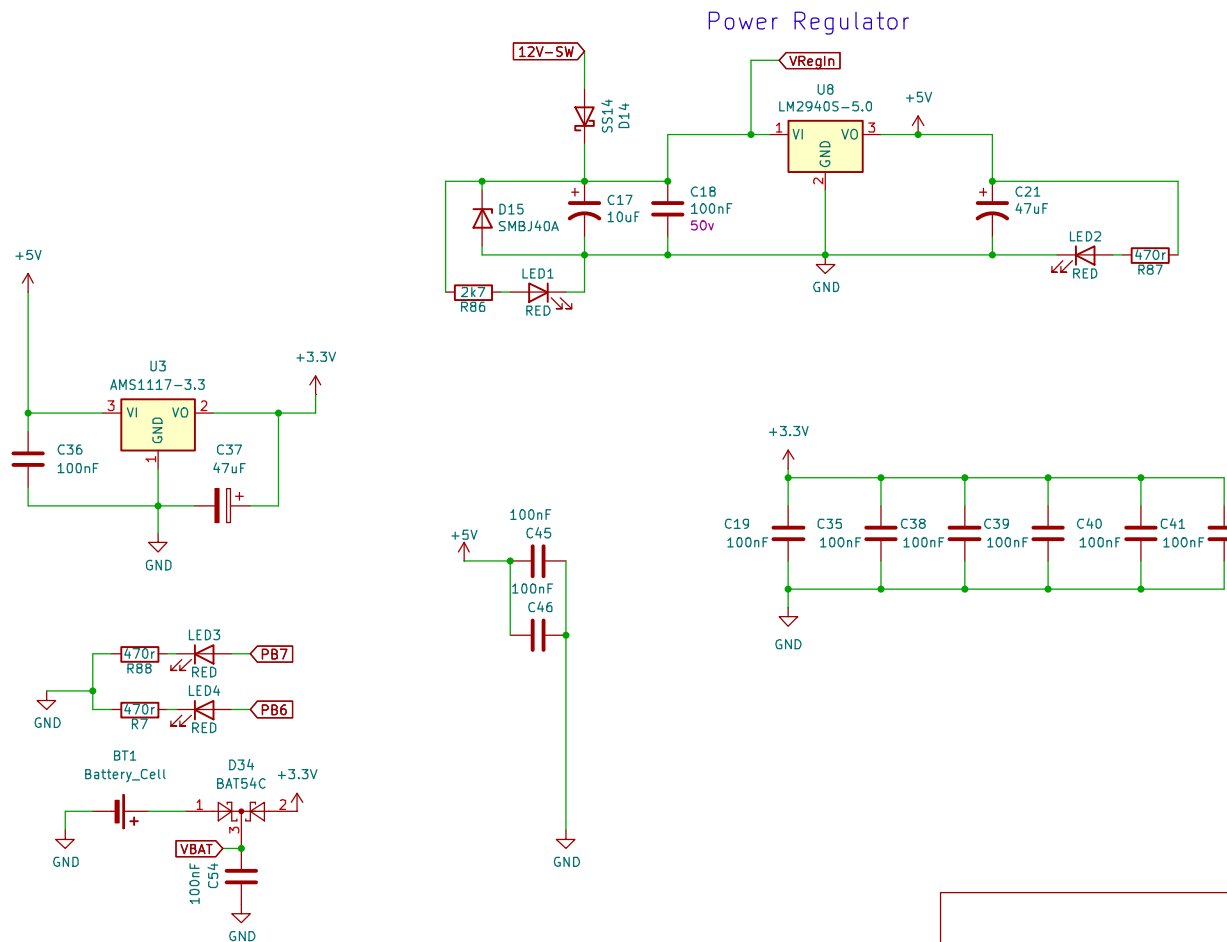 Power Regulator
12V-SW
SS14
D14
VRegIn
U8
LM2940S-5.0
+5V
1
VI
VO
3
GND
2
D15
SMBJ40A
+
C17
10uF
C18
100nF
50v
+
C21
47uF
LED2
RED
470r
R87
GND
LED1
2k7
R86
RED
+5V
U3
AMS1117-3.3
+3.3V
3
VI
VO
2
GND
1
C36
100nF
C37
47uF
+
GND
+3.3V
C19
100nF
C35
100nF
C38
100nF
C39
100nF
C40
100nF
C41
100nF
GND
100nF
C45
+5V
100nF
C46
GND
LED3
470r
R88
RED
PB7
LED4
470r
R7
RED
PB6
GND
BT1
Battery_Cell
+
GND
D34
BAT54C
+3.3V
1
2
3
VBAT
100nF
C54
GND